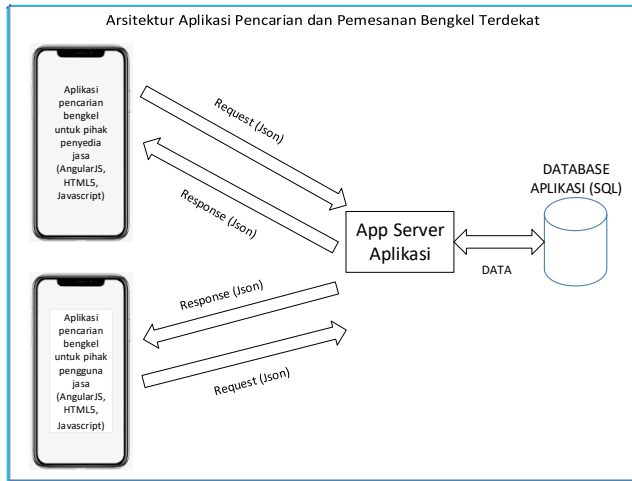 Arsitektur Aplikasi Pencarian dan Pemesanan Bengkel Terdekat
Aplikasi
pencarian
bengkel
untuk pihak
penyedia
jasa
(AngularJS,
HTML5,
Javascript)
Request (Json)
Response (Json)
App Server
Aplikasi
DATA
DATABASE
APLIKASI (SQL)
Response (Json)
Request (Json)
Aplikasi
pencarian
bengkel
untuk pihak
pengguna
jasa
(AngularJS,
HTML5,
Javascript)